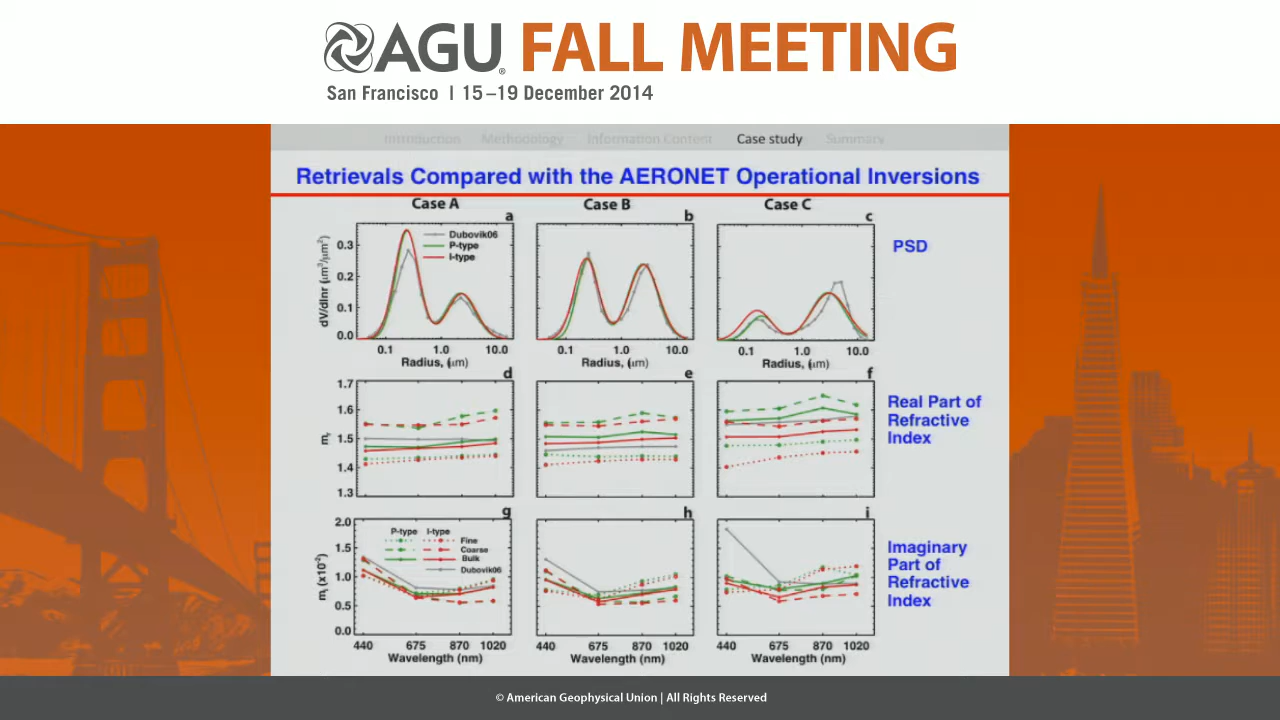 AGU FALL MEETING
San Francisco | 15–19 December 2014
Introduction Methodology Information Content Case study Summary
Retrievals Compared with the AERONET Operational Inversions
Case A Case B Case C
a b c
Dubovik06
P-type
I-type
PSD
dV/dlnr (μm³/μm²)
0.3
0.2
0.1
0.0
0.1 1.0 10.0 0.1 1.0 10.0 0.1 1.0 10.0
Radius, (μm) Radius, (μm) Radius, (μm)
d e f
1.7
1.6
1.5
1.4
1.3
mr
Real Part of
Refractive
Index
g h i
2.0
1.5
1.0
0.5
0.0
mi (x10⁻²)
P-type I-type
Fine
Coarse
Bulk
Dubovik06
Imaginary
Part of
Refractive
Index
440 675 870 1020 440 675 870 1020 440 675 870 1020
Wavelength (nm) Wavelength (nm) Wavelength (nm)
© American Geophysical Union | All Rights Reserved